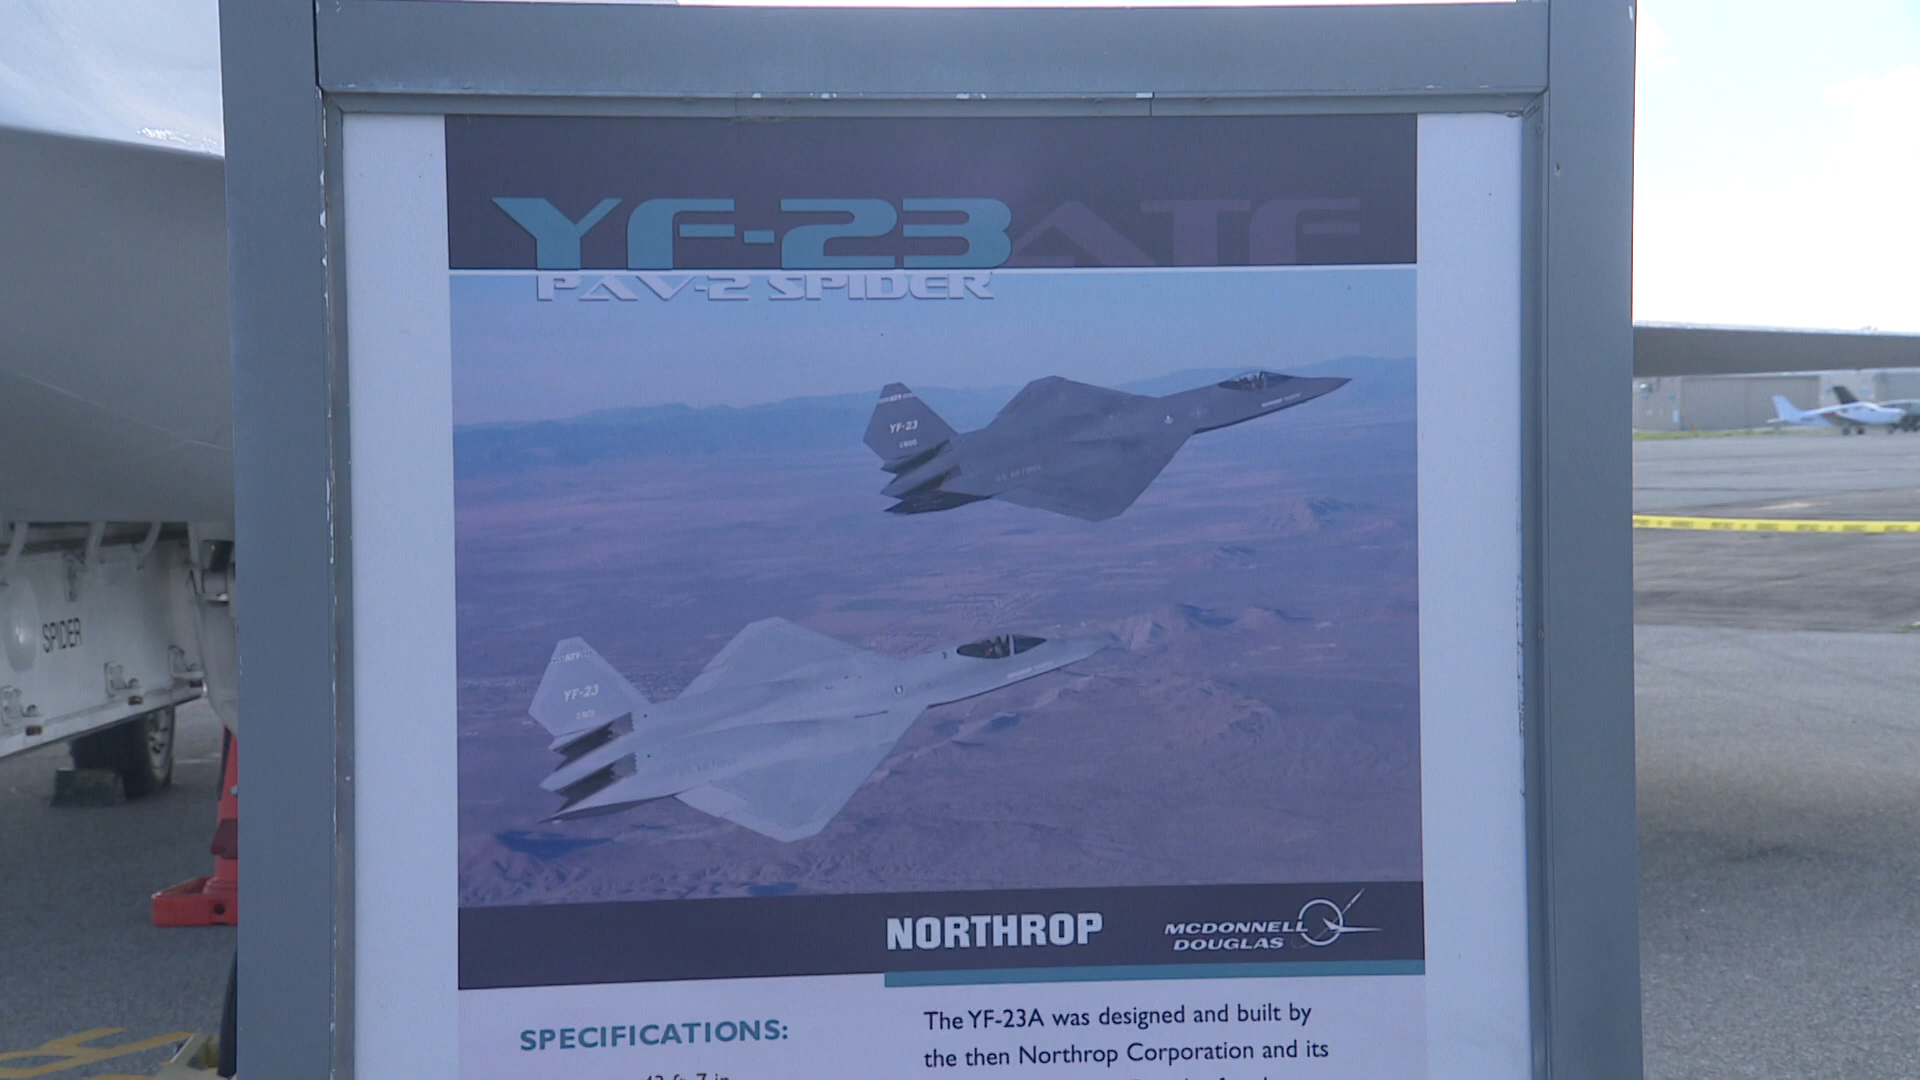 YF-23 ATF
PAV-2 SPIDER
YF-23
YF-23
SPIDER
NORTHROP
MCDONNELL
DOUGLAS
SPECIFICATIONS:
The YF-23A was designed and built by
the then Northrop Corporation and its